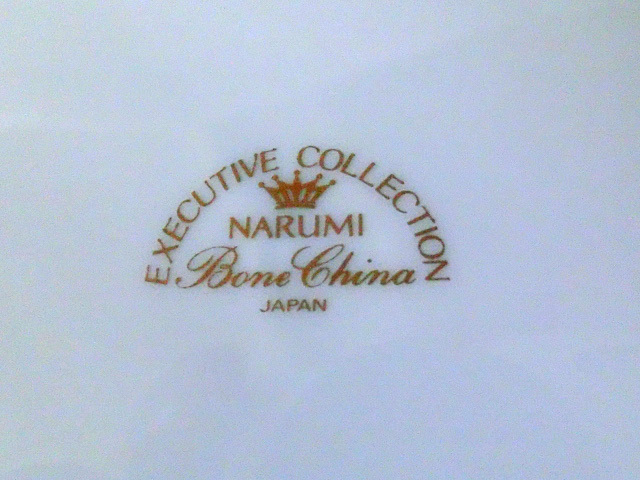 EXECUTIVE COLLECTION
NARUMI
Bone China
JAPAN